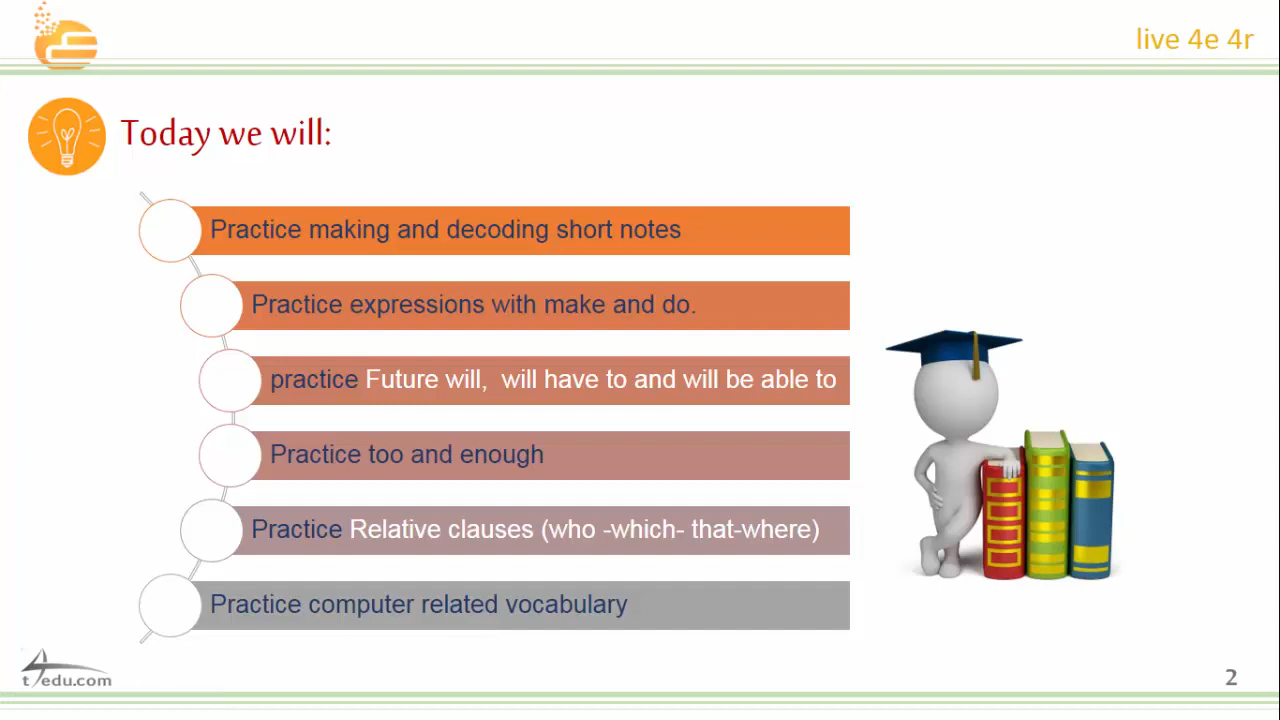 live 4e 4r
Today we will:
Practice making and decoding short notes
Practice expressions with make and do.
practice Future will,  will have to and will be able to
Practice too and enough
Practice Relative clauses (who -which- that-where)
Practice computer related vocabulary
t4edu.com
2